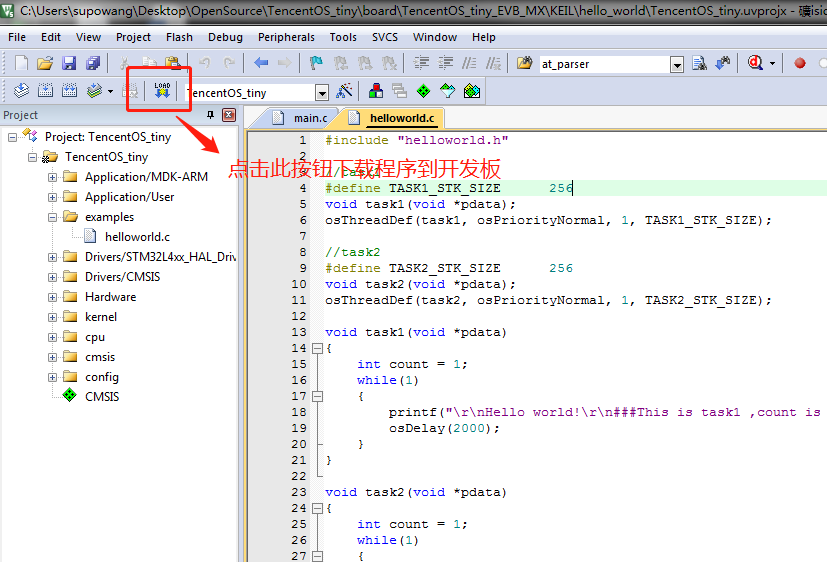 C:\Users\supowang\Desktop\OpenSource\TencentOS_tiny\board\TencentOS_tiny_EVB_MX\KEIL\hello_world\TencentOS_tiny.uvprojx - 礦isio
File Edit View Project Flash Debug Peripherals Tools SVCS Window Help
at_parser
LOAD
TencentOS_tiny
Project
main.c
helloworld.c
Project: TencentOS_tiny
TencentOS_tiny
Application/MDK-ARM
Application/User
examples
helloworld.c
Drivers/STM32L4xx_HAL_Driv
Drivers/CMSIS
Hardware
kernel
cpu
cmsis
config
CMSIS
点击此按钮下载程序到开发板
1 #include "helloworld.h"
2
3 //task1
4 #define TASK1_STK_SIZE 256
5 void task1(void *pdata);
6 osThreadDef(task1, osPriorityNormal, 1, TASK1_STK_SIZE);
7
8 //task2
9 #define TASK2_STK_SIZE 256
10 void task2(void *pdata);
11 osThreadDef(task2, osPriorityNormal, 1, TASK2_STK_SIZE);
12
13 void task1(void *pdata)
14 {
15 int count = 1;
16 while(1)
17 {
18 printf("\r\nHello world!\r\n###This is task1 ,count is
19 osDelay(2000);
20 }
21 }
22
23 void task2(void *pdata)
24 {
25 int count = 1;
26 while(1)
27 {